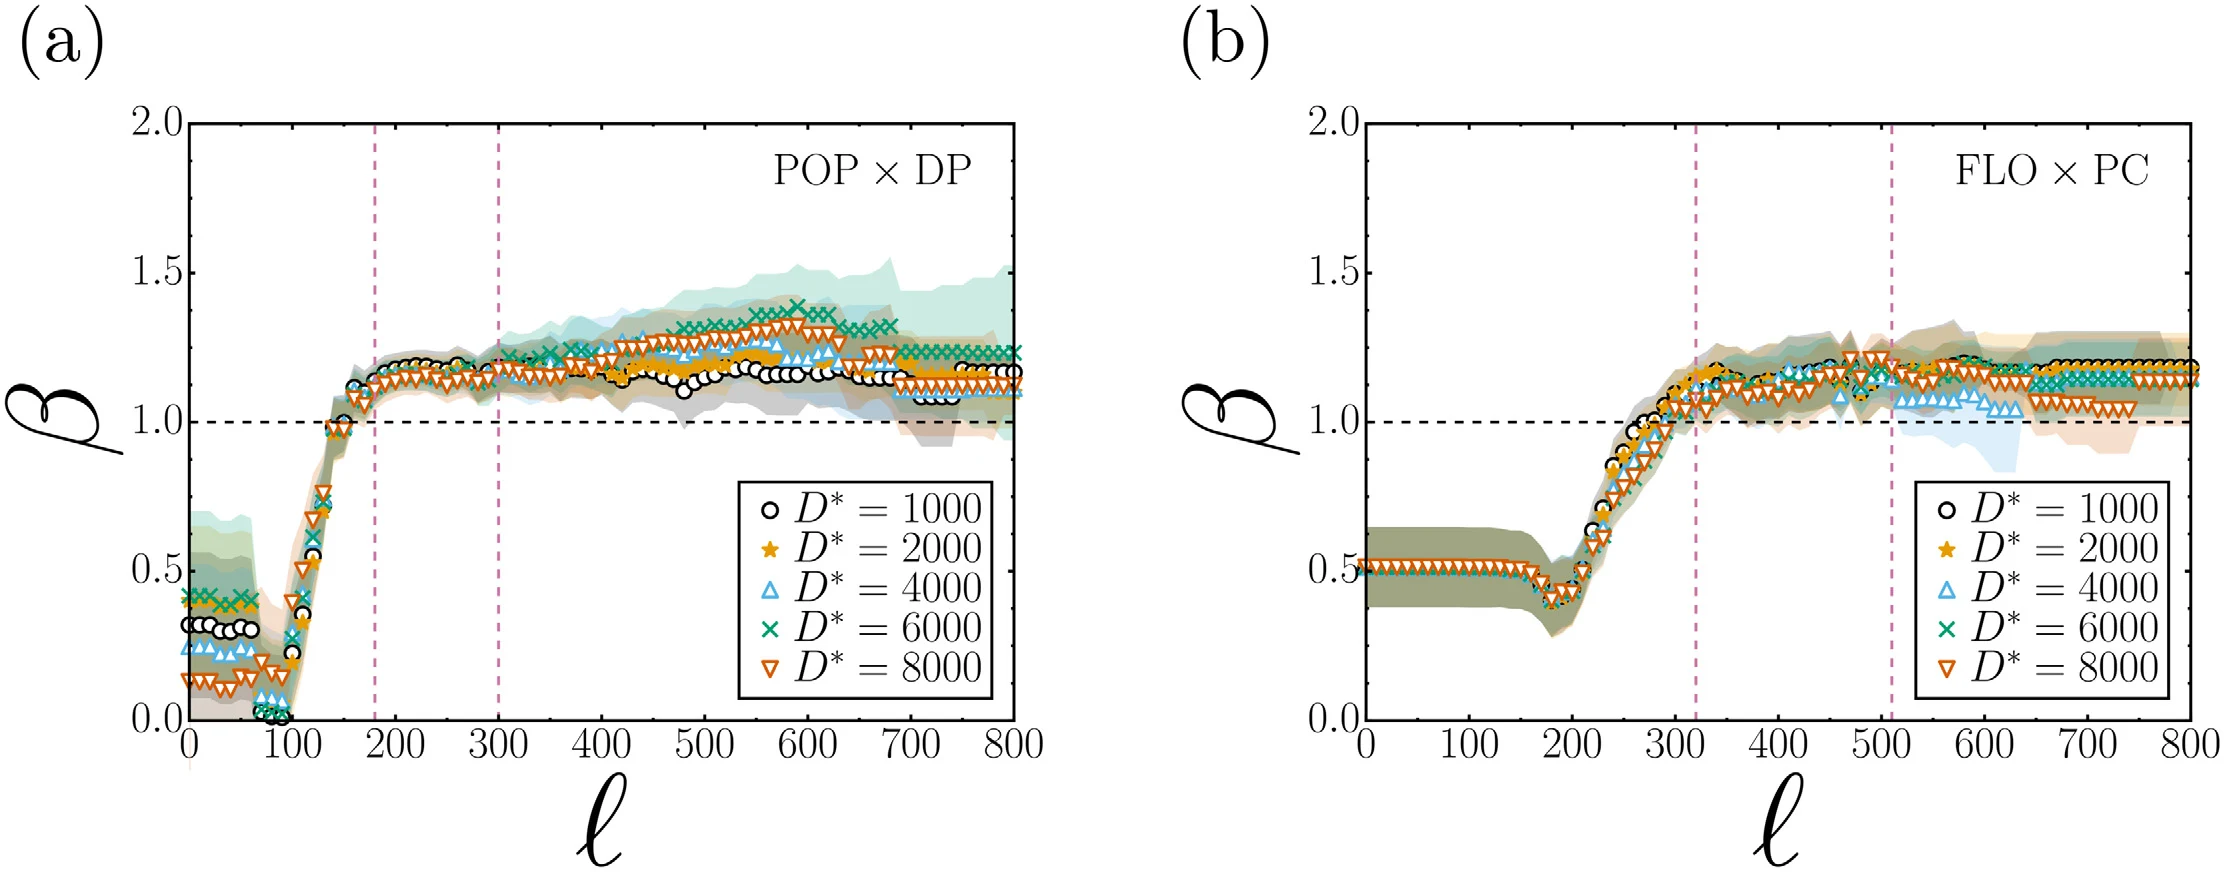 (a)
2.0
1.5
1.0
0.5
0.0
β
POP × DP
D* = 1000
D* = 2000
D* = 4000
D* = 6000
D* = 8000
0 100 200 300 400 500 600 700 800
ℓ
(b)
2.0
1.5
1.0
0.5
0.0
β
FLO × PC
D* = 1000
D* = 2000
D* = 4000
D* = 6000
D* = 8000
0 100 200 300 400 500 600 700 800
ℓ